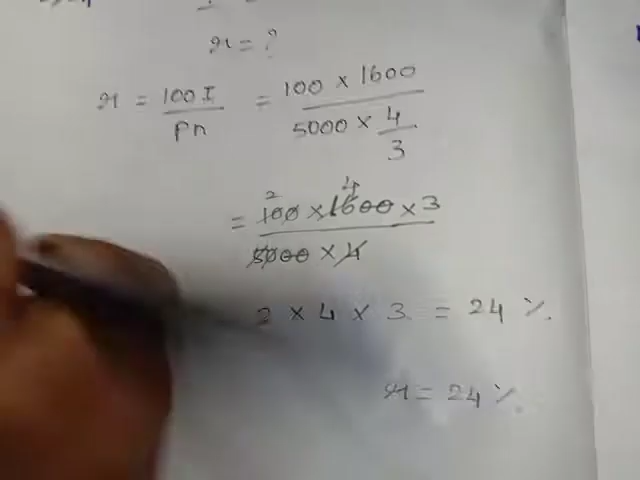 r = ?
r = 100 I / Pn = 100 × 1600 / 5000 × 4/3
= 100 × 1600 × 3 / 5000 × 4
2 × 4 × 3 = 24 %
r = 24 %